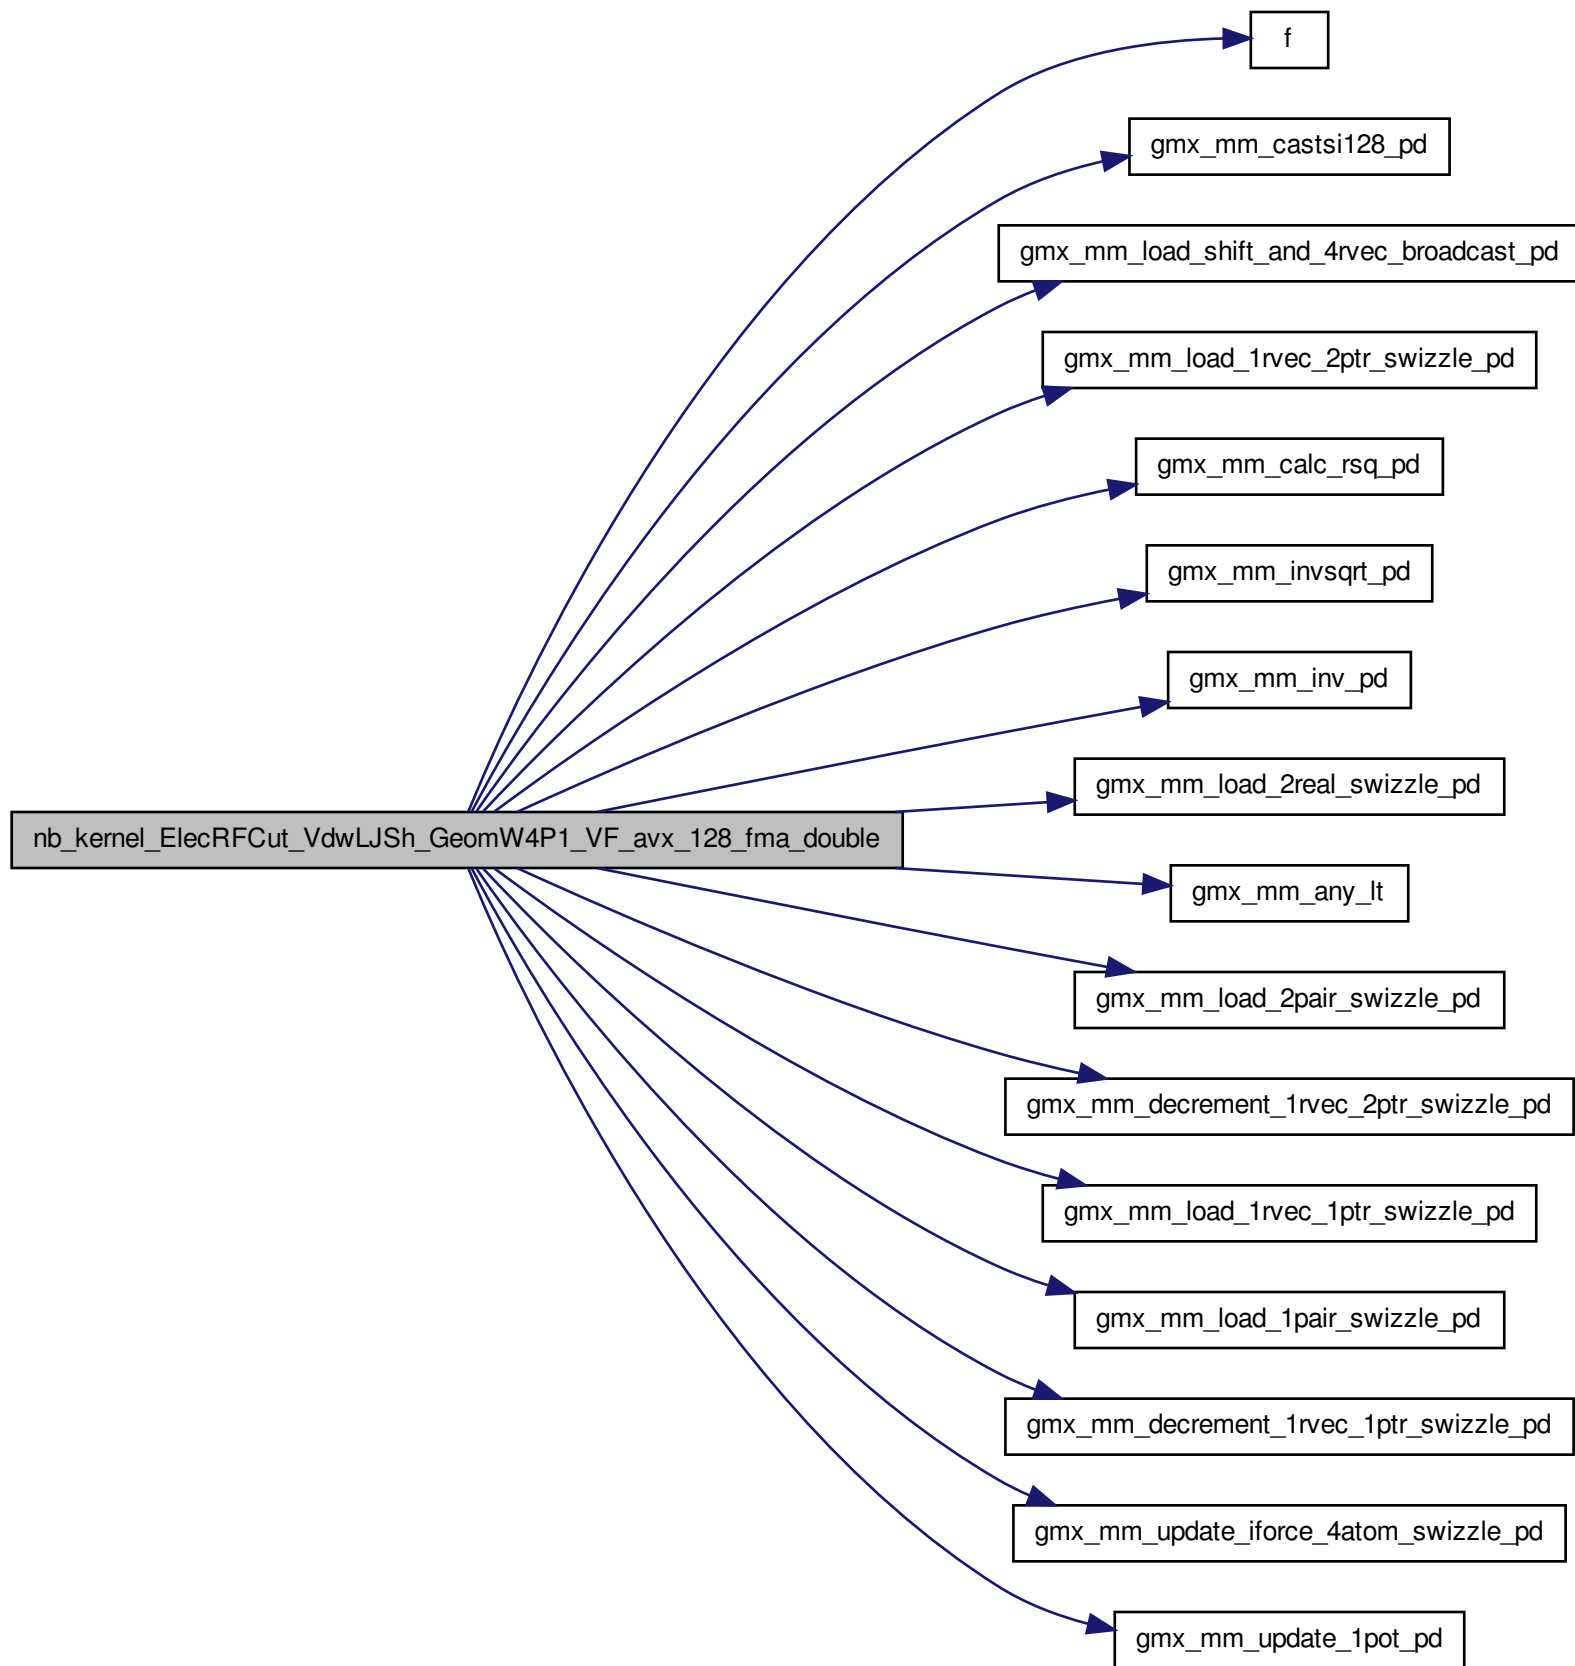 f
gmx_mm_castsi128_pd
gmx_mm_load_shift_and_4rvec_broadcast_pd
gmx_mm_load_1rvec_2ptr_swizzle_pd
gmx_mm_calc_rsq_pd
gmx_mm_invsqrt_pd
gmx_mm_inv_pd
gmx_mm_load_2real_swizzle_pd
nb_kernel_ElecRFCut_VdwLJSh_GeomW4P1_VF_avx_128_fma_double
gmx_mm_any_lt
gmx_mm_load_2pair_swizzle_pd
gmx_mm_decrement_1rvec_2ptr_swizzle_pd
gmx_mm_load_1rvec_1ptr_swizzle_pd
gmx_mm_load_1pair_swizzle_pd
gmx_mm_decrement_1rvec_1ptr_swizzle_pd
gmx_mm_update_iforce_4atom_swizzle_pd
gmx_mm_update_1pot_pd